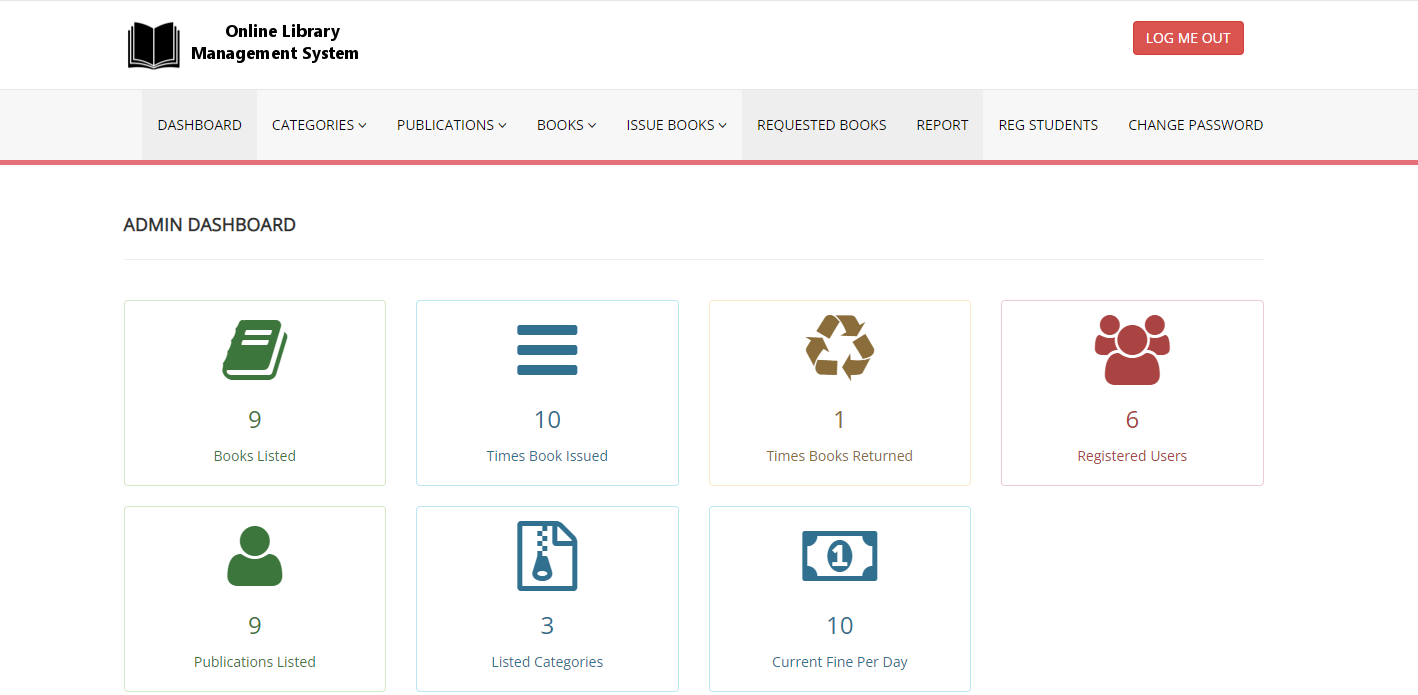 Online Library
Management System
LOG ME OUT
DASHBOARD CATEGORIES PUBLICATIONS BOOKS ISSUE BOOKS REQUESTED BOOKS REPORT REG STUDENTS CHANGE PASSWORD
ADMIN DASHBOARD
9
Books Listed
10
Times Book Issued
1
Times Books Returned
6
Registered Users
9
Publications Listed
3
Listed Categories
1
10
Current Fine Per Day